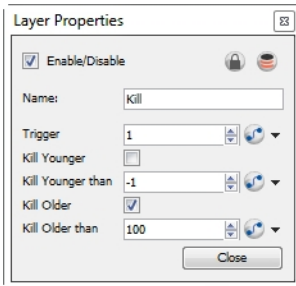 Layer Properties
Enable/Disable
Name: Kill
Trigger 1
Kill Younger
Kill Younger than -1
Kill Older
Kill Older than 100
Close